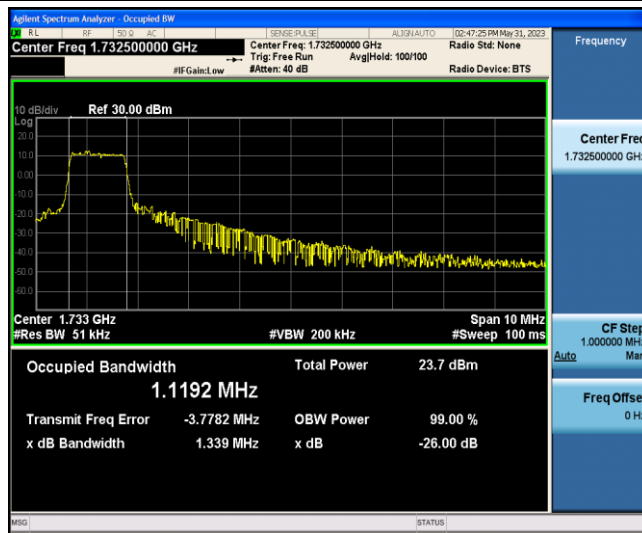 Agilent Spectrum Analyzer - Occupied BW
RL RF 50 Ω AC SENSE:PULSE ALIGNAUTO 02:47:25 PM May 31, 2023
Center Freq 1.732500000 GHz
Center Freq: 1.732500000 GHz
Radio Std: None
Trig: Free Run Avg|Hold: 100/100
#IFGain:Low
#Atten: 40 dB
Radio Device: BTS
10 dB/div Ref 30.00 dBm
Log
20.0
10.0
0.00
-10.0
-20.0
-30.0
-40.0
-50.0
-60.0
Center 1.733 GHz Span 10 MHz
#Res BW 51 kHz #VBW 200 kHz #Sweep 100 ms
Occupied Bandwidth Total Power 23.7 dBm
1.1192 MHz
Transmit Freq Error -3.7782 MHz OBW Power 99.00 %
x dB Bandwidth 1.339 MHz x dB -26.00 dB
MSG STATUS
Frequency
Center Freq
1.732500000 GHz
CF Step
1.000000 MHz
Auto Man
Freq Offset
0 Hz